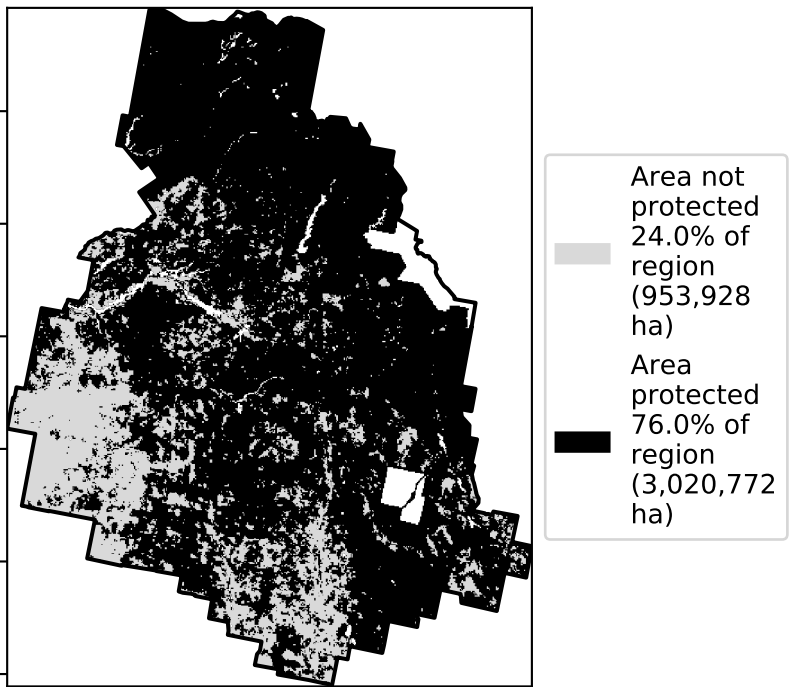 Area not
protected
24.0% of
region
(953,928
ha)
Area
protected
76.0% of
region
(3,020,772
ha)